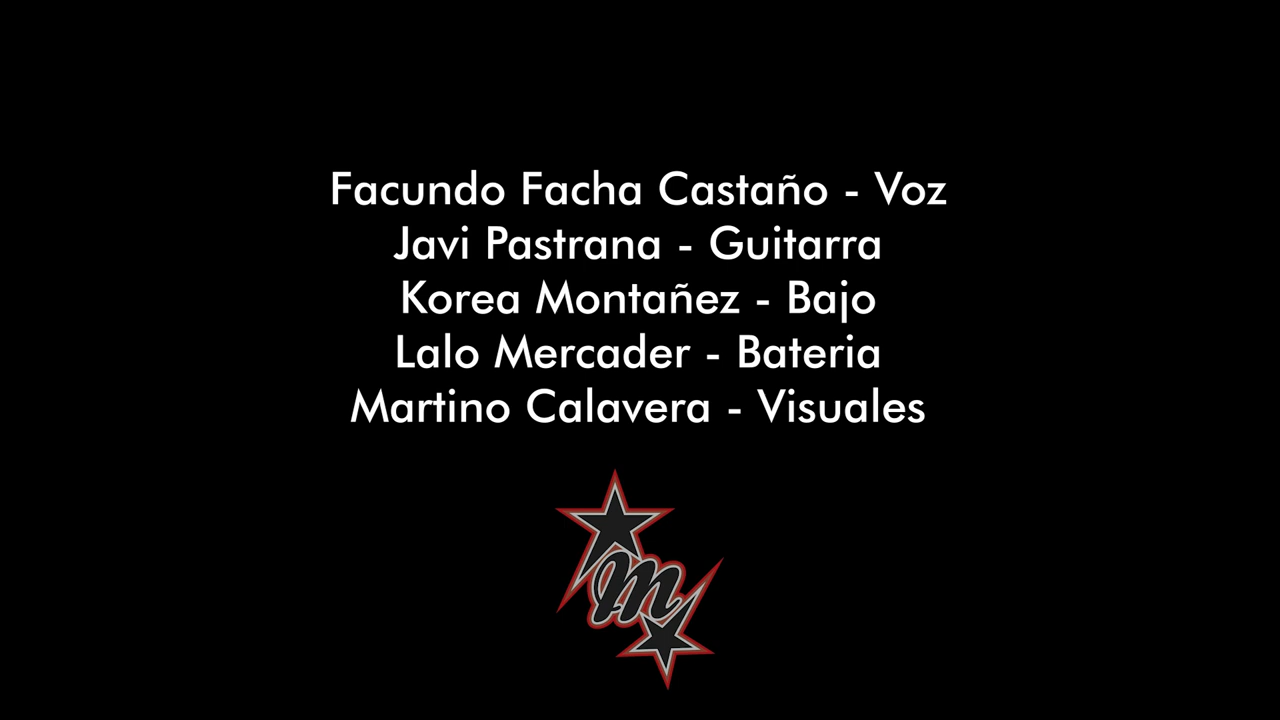 Facundo Facha Castaño - Voz
Javi Pastrana - Guitarra
Korea Montañez - Bajo
Lalo Mercader - Bateria
Martino Calavera - Visuales
m